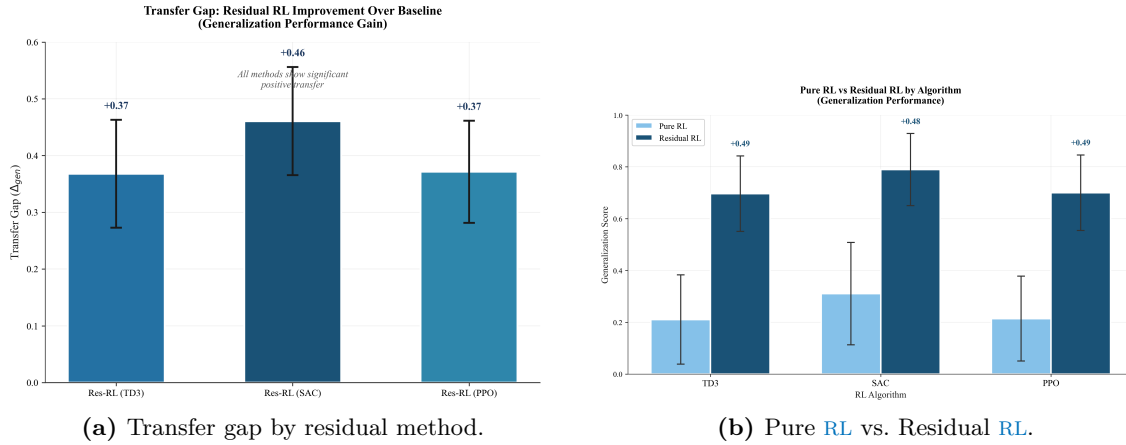 Transfer Gap: Residual RL Improvement Over Baseline
(Generalization Performance Gain)
0.6
0.5
0.4
0.3
0.2
0.1
0.0
Transfer Gap (Δgen)
+0.37
+0.46
+0.37
All methods show significant
positive transfer
Res-RL (TD3)
Res-RL (SAC)
Res-RL (PPO)
(a) Transfer gap by residual method.
Pure RL vs Residual RL by Algorithm
(Generalization Performance)
1.0
0.8
0.6
0.4
0.2
0.0
Generalization Score
Pure RL
Residual RL
+0.49
+0.48
+0.49
TD3
SAC
PPO
RL Algorithm
(b) Pure RL vs. Residual RL.